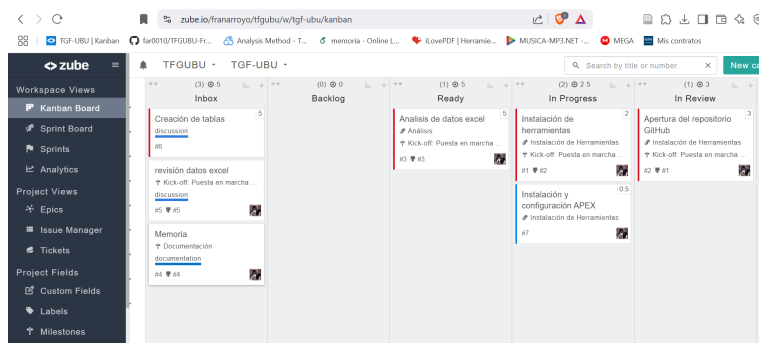 zube.io/franarroyo/tfgubu/w/tfg-ubu/kanban
TGF-UBU | Kanban
far0010/TFGUBU-Fr...
Analysis Method - T...
memoria - Online L...
iLovePDF | Herramie...
MUSICA-MP3.NET -...
MEGA
Mis contratos
zube
TFGUBU
TGF-UBU
Search by title or number
New ca
Workspace Views
Kanban Board
Sprint Board
Sprints
Analytics
Project Views
Epics
Issue Manager
Tickets
Project Fields
Custom Fields
Labels
Milestones
(3) 5
Inbox
Creación de tablas
5
discussion
#6
revisión datos excel
Kick-off: Puesta en marcha ...
discussion
#5 #5
Memoria
Documentación
documentation
#4 #4
(0) 0
Backlog
(1) 5
Ready
Analisis de datos excel
5
Análisis
Kick-off: Puesta en marcha ...
#3 #3
(2) 2.5
In Progress
Instalación de
herramientas
2
Instalación de Herramientas
Kick-off: Puesta en marcha ...
#1 #2
Instalación y
configuración APEX
0.5
Instalación de Herramientas
#7
(1) 3
In Review
Apertura del repositorio
GitHub
3
Instalación de Herramientas
Kick-off: Puesta en marcha ...
#2 #1